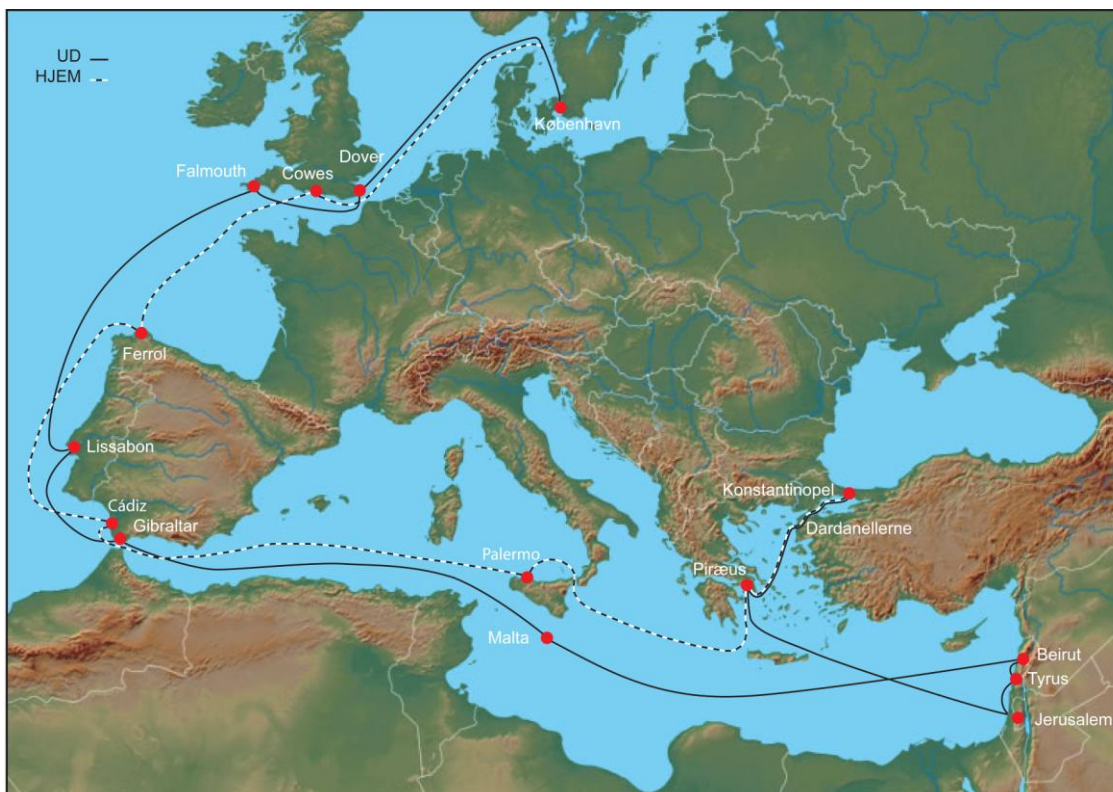 UD
HJEM
København
Dover
Falmouth
Cowes
Ferrol
Lissabon
Cádiz
Gibraltar
Konstantinopel
Dardanellerne
Palermo
Piræus
Malta
Beirut
Tyrus
Jerusalem